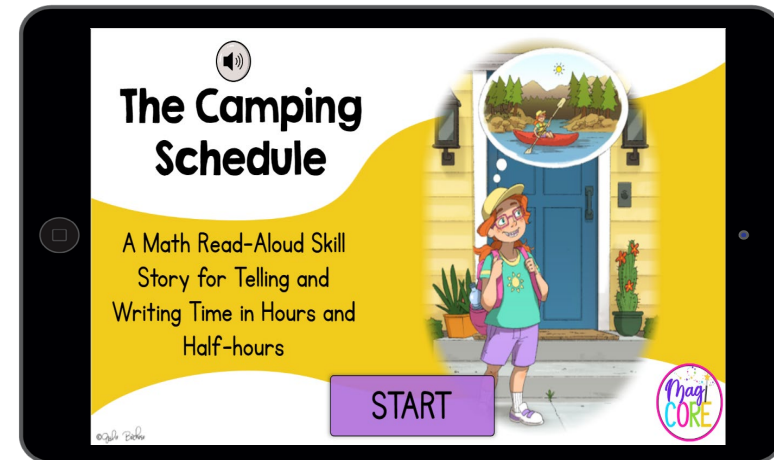 The Camping
Schedule
A Math Read-Aloud Skill
Story for Telling and
Writing Time in Hours and
Half-hours
START
Magi
CORE